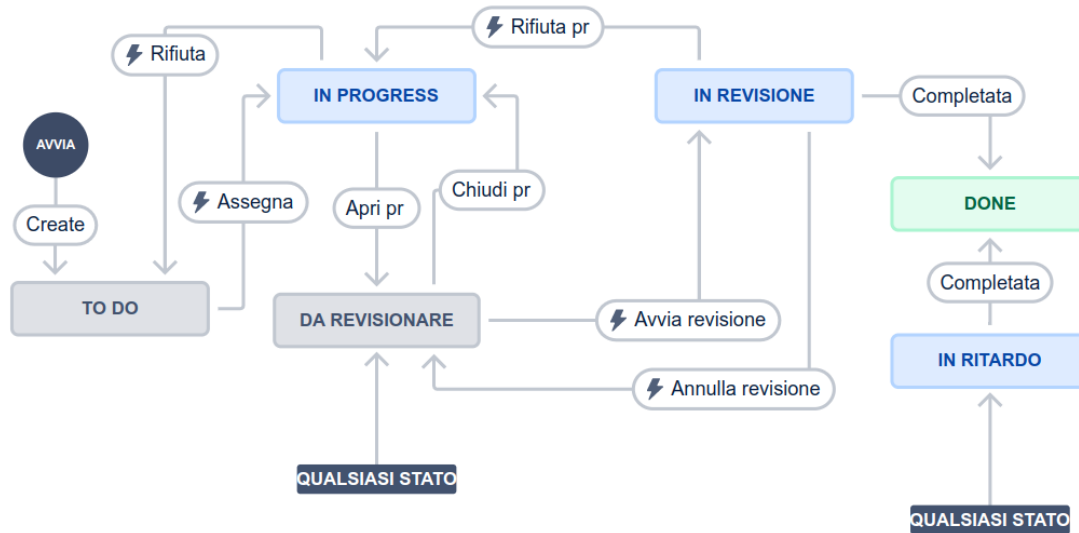 Rifiuta pr
Rifiuta
IN PROGRESS
IN REVISIONE
Completata
AVVIA
Chiudi pr
Assegna
Apri pr
DONE
Create
Completata
TO DO
DA REVISIONARE
Avvia revisione
IN RITARDO
Annulla revisione
QUALSIASI STATO
QUALSIASI STATO